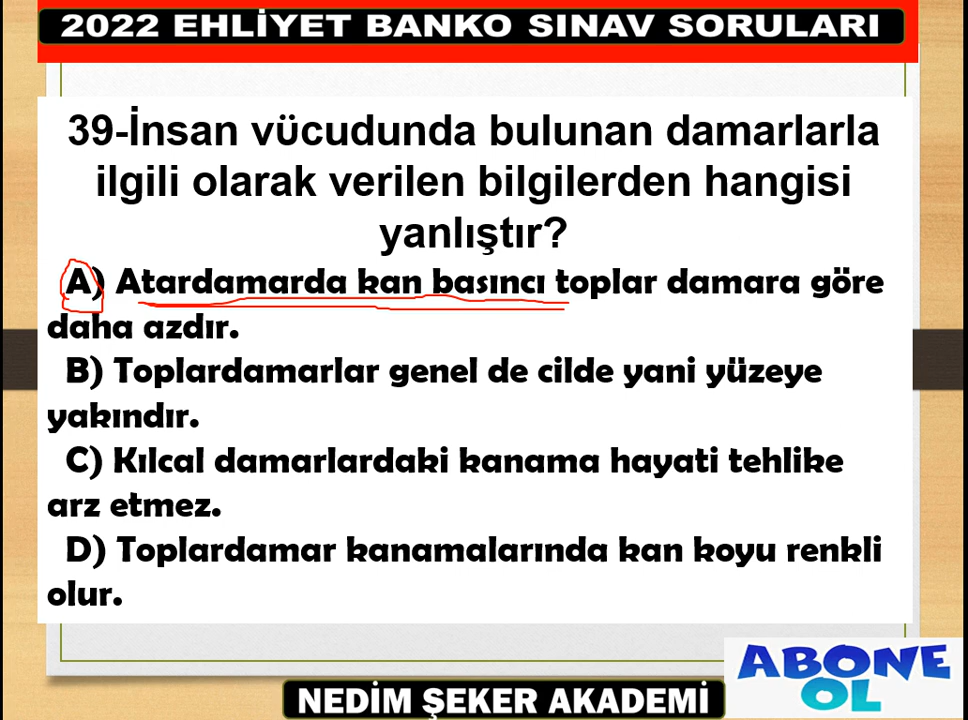 2022 EHLİYET BANKO SINAV SORULARI
39-İnsan vücudunda bulunan damarlarla
ilgili olarak verilen bilgilerden hangisi
yanlıştır?
A) Atardamarda kan basıncı toplar damara göre
daha azdır.
B) Toplardamarlar genel de cilde yani yüzeye
yakındır.
C) Kılcal damarlardaki kanama hayati tehlike
arz etmez.
D) Toplardamar kanamalarında kan koyu renkli
olur.
ABONE
OL
NEDİM ŞEKER AKADEMİ